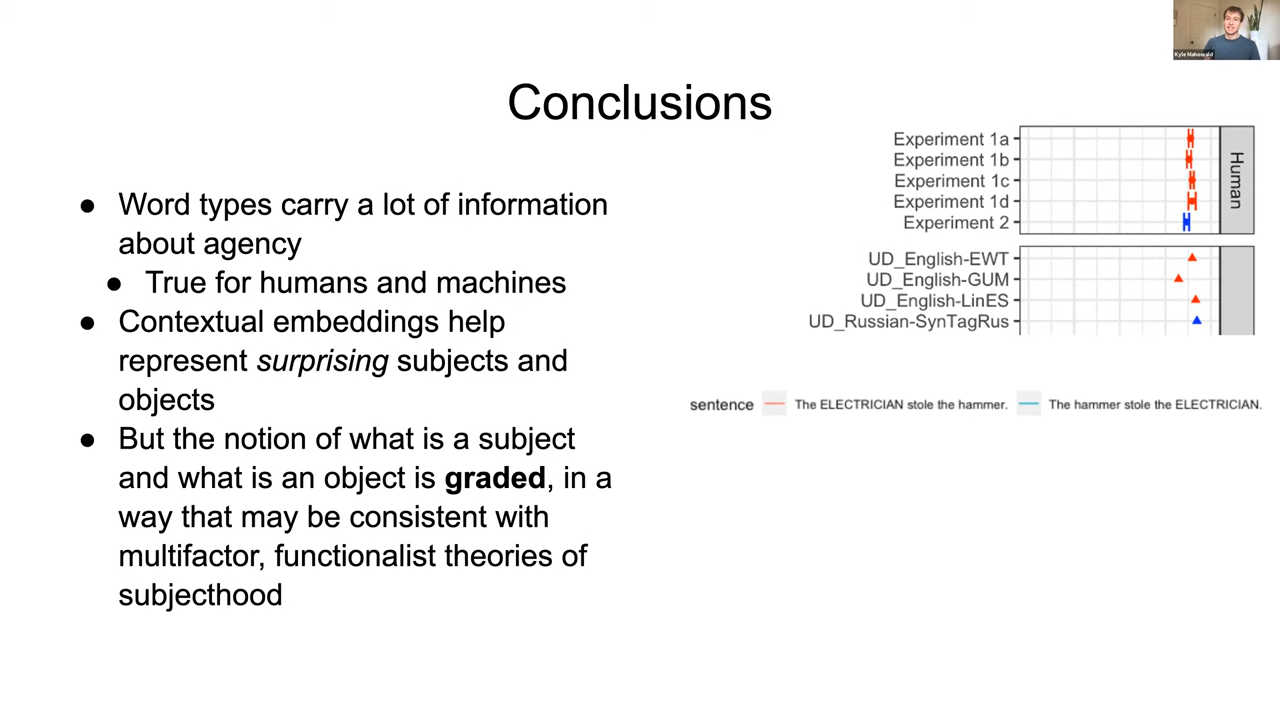 Kyle Mahowald
Conclusions
● Word types carry a lot of information
about agency
● True for humans and machines
● Contextual embeddings help
represent surprising subjects and
objects
● But the notion of what is a subject
and what is an object is graded, in a
way that may be consistent with
multifactor, functionalist theories of
subjecthood
Experiment 1a
Experiment 1b
Experiment 1c
Experiment 1d
Experiment 2
Human
UD_English-EWT
UD_English-GUM
UD_English-LinES
UD_Russian-SynTagRus
sentence The ELECTRICIAN stole the hammer. The hammer stole the ELECTRICIAN.